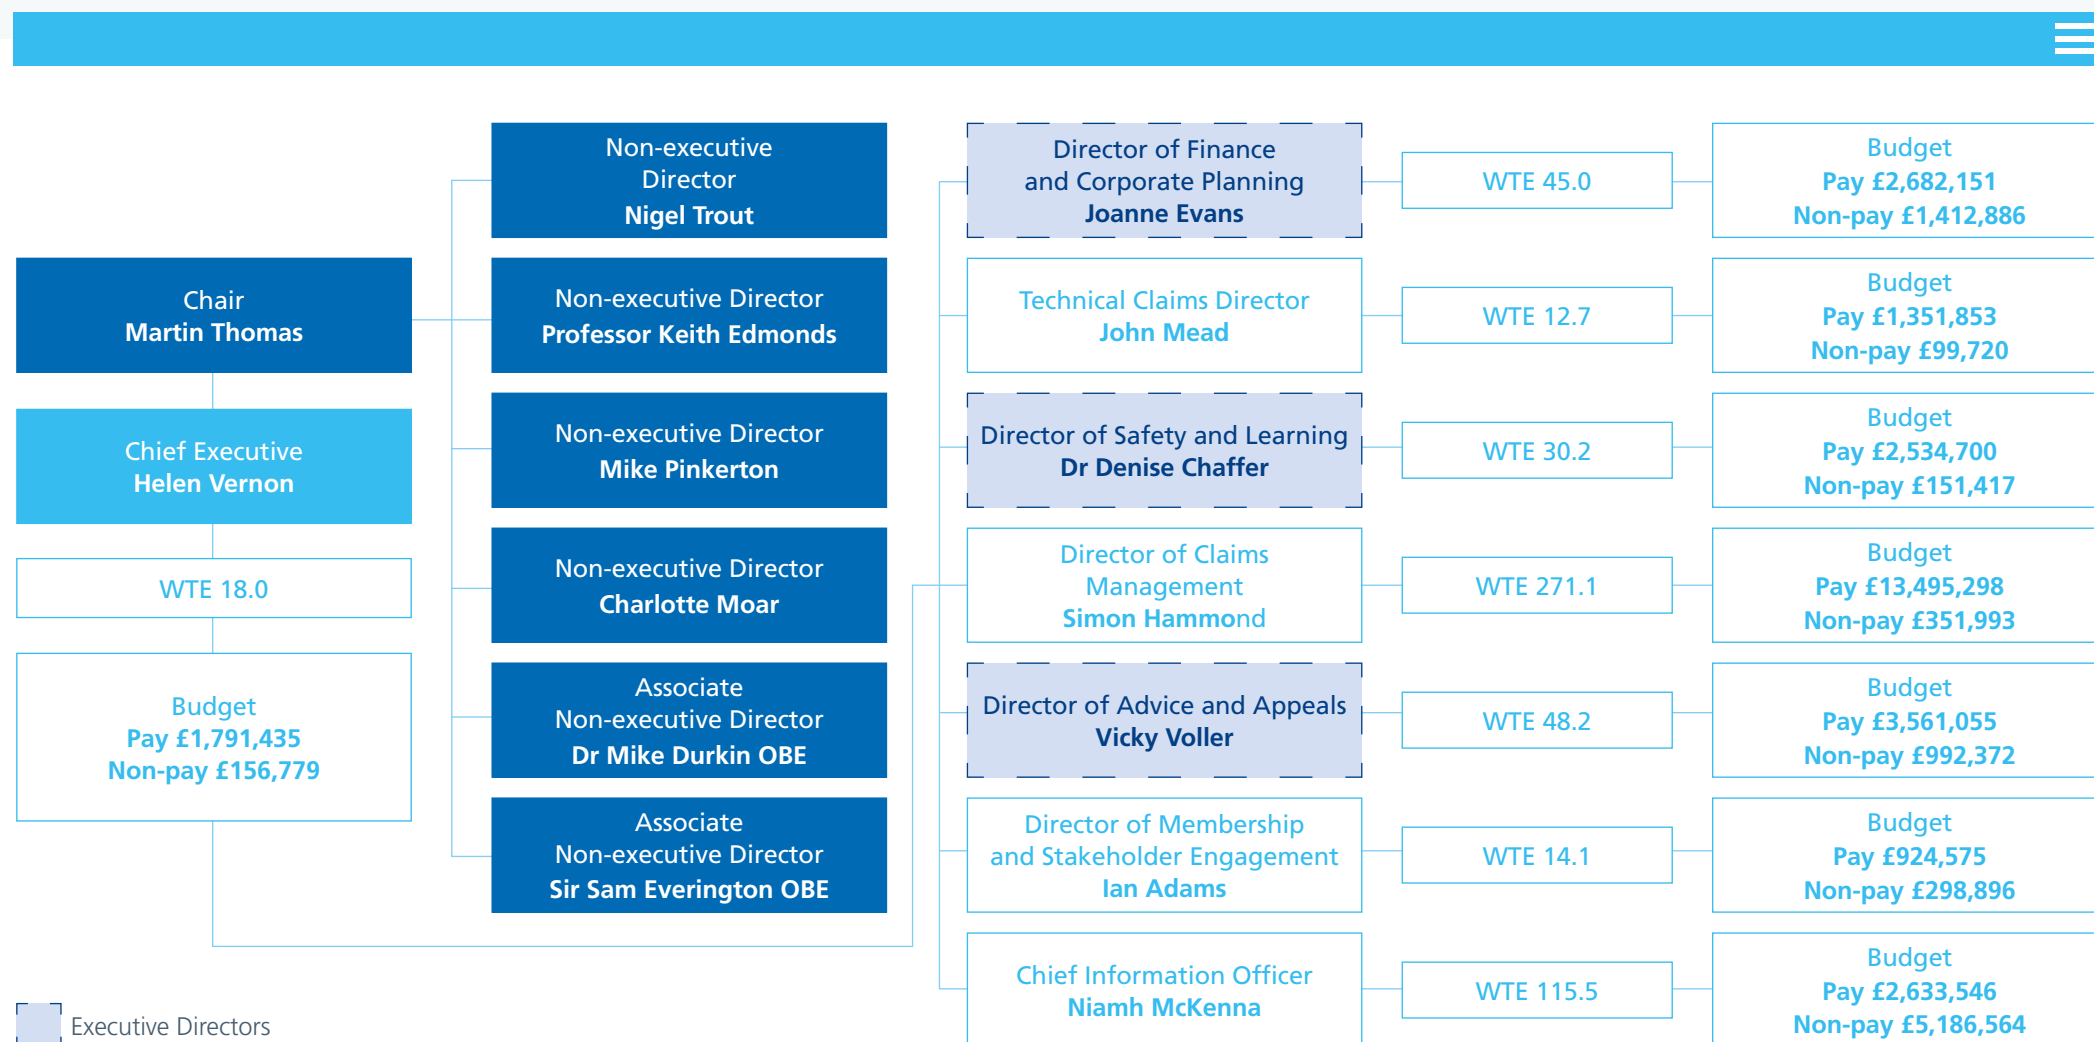 Chair
Martin Thomas
Chief Executive
Helen Vernon
WTE 18.0
Budget
Pay £1,791,435
Non-pay £156,779
Non-executive
Director
Nigel Trout
Non-executive Director
Professor Keith Edmonds
Non-executive Director
Mike Pinkerton
Non-executive Director
Charlotte Moar
Associate
Non-executive Director
Dr Mike Durkin OBE
Associate
Non-executive Director
Sir Sam Everington OBE
Director of Finance
and Corporate Planning
Joanne Evans
WTE 45.0
Budget
Pay £2,682,151
Non-pay £1,412,886
Technical Claims Director
John Mead
WTE 12.7
Budget
Pay £1,351,853
Non-pay £99,720
Director of Safety and Learning
Dr Denise Chaffer
WTE 30.2
Budget
Pay £2,534,700
Non-pay £151,417
Director of Claims
Management
Simon Hammond
WTE 271.1
Budget
Pay £13,495,298
Non-pay £351,993
Director of Advice and Appeals
Vicky Voller
WTE 48.2
Budget
Pay £3,561,055
Non-pay £992,372
Director of Membership
and Stakeholder Engagement
Ian Adams
WTE 14.1
Budget
Pay £924,575
Non-pay £298,896
Chief Information Officer
Niamh McKenna
WTE 115.5
Budget
Pay £2,633,546
Non-pay £5,186,564
Executive Directors